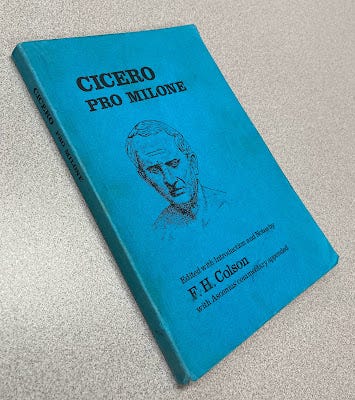 CICERO
PRO MILONE
Edited with Introduction and Notes by
F. H. Colson
with Asconius commentary appended
CICERO PRO MILONE